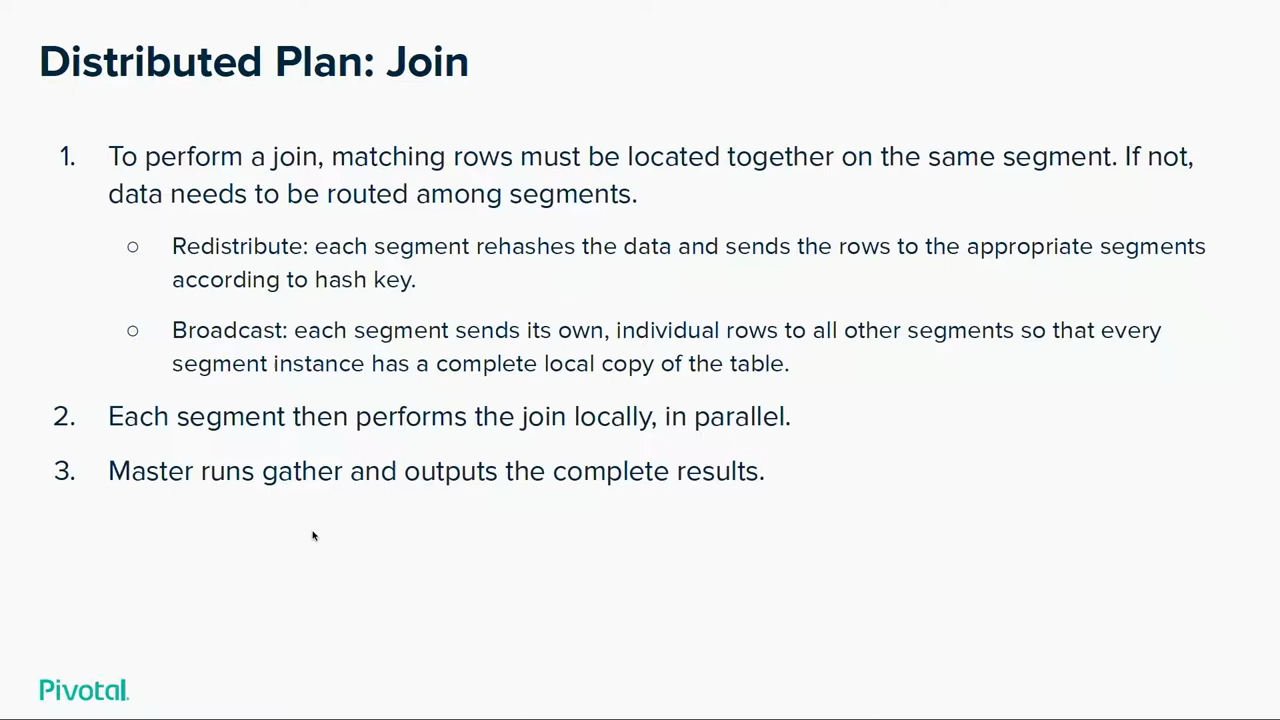 Distributed Plan: Join
1. To perform a join, matching rows must be located together on the same segment. If not,
data needs to be routed among segments.
○ Redistribute: each segment rehashes the data and sends the rows to the appropriate segments
according to hash key.
○ Broadcast: each segment sends its own, individual rows to all other segments so that every
segment instance has a complete local copy of the table.
2. Each segment then performs the join locally, in parallel.
3. Master runs gather and outputs the complete results.
Pivotal.